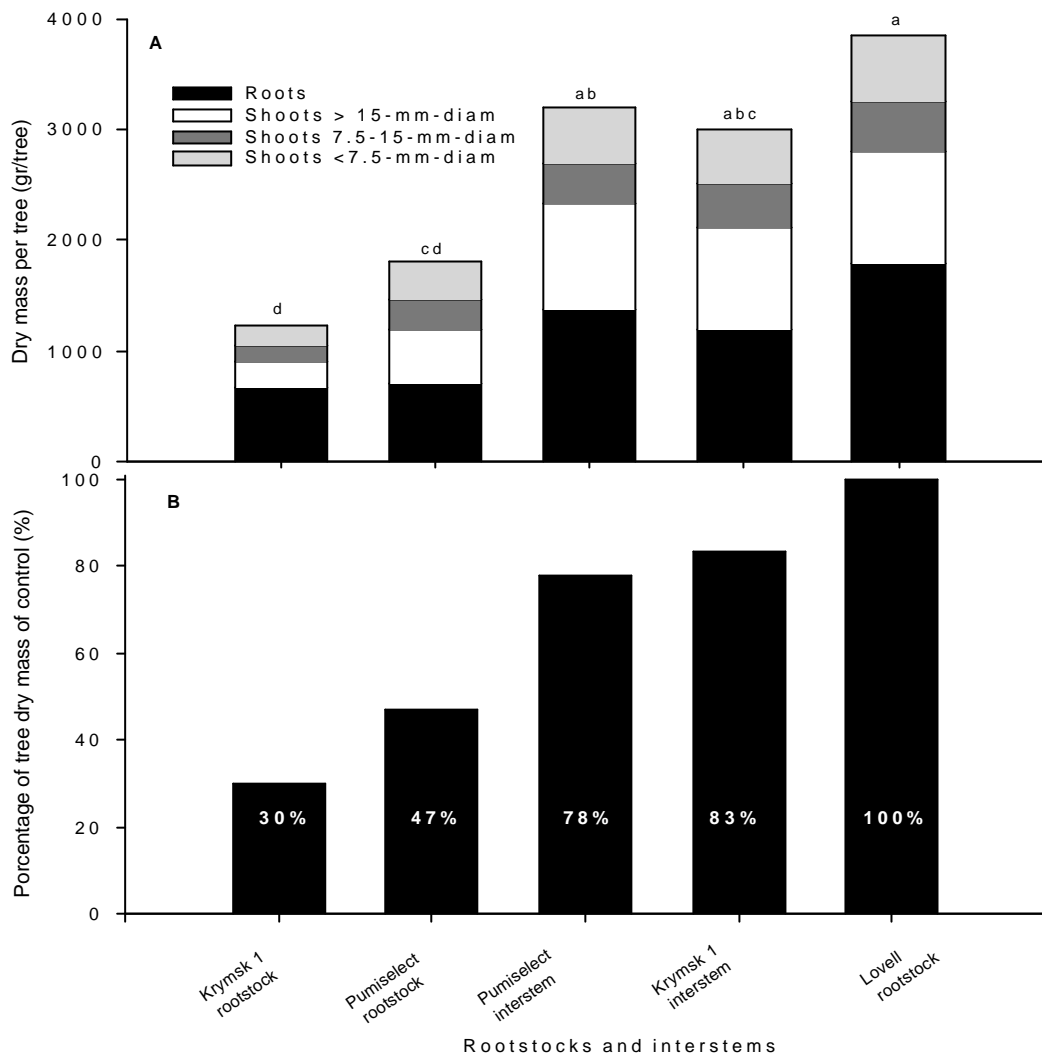 4000
A
a
Roots
Shoots > 15-mm-diam
Shoots 7.5-15-mm-diam
Shoots <7.5-mm-diam
ab
abc
3000
Dry mass per tree (gr/tree)
2000
cd
d
1000
0
100
B
Porcentage of tree dry mass of control (%)
80
60
40
20
30%
47%
78%
83%
100%
0
Krymsk 1
rootstock
Pumiselect
rootstock
Pumiselect
interstem
Krymsk 1
interstem
Lovell
rootstock
Rootstocks and interstems